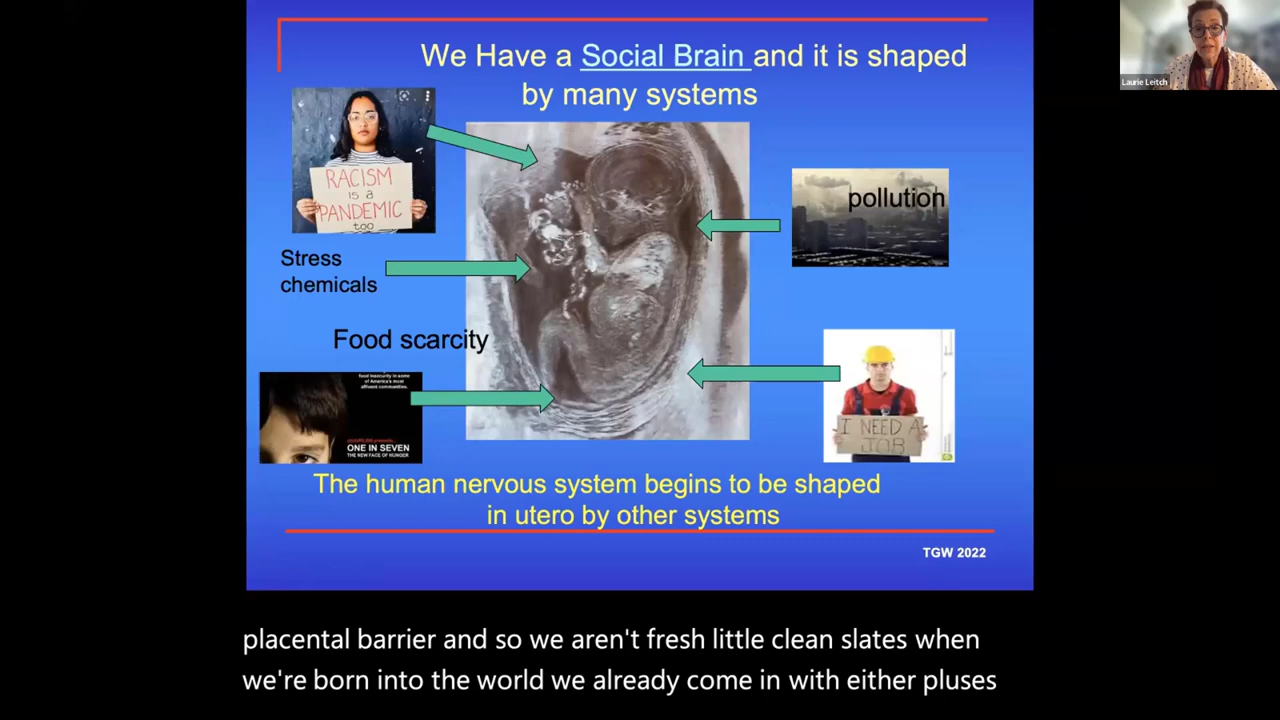 We Have a Social Brain and it is shaped
by many systems
Laurie Leitch
RACISM
IS a
PANDEMIC
too
pollution
Stress
chemicals
Food scarcity
food insecurity in some
of America's most
affluent communities.
ONE IN SEVEN
THE NEW FACE OF HUNGER
I NEED A
JOB
The human nervous system begins to be shaped
in utero by other systems
TGW 2022
placental barrier and so we aren't fresh little clean slates when
we're born into the world we already come in with either pluses